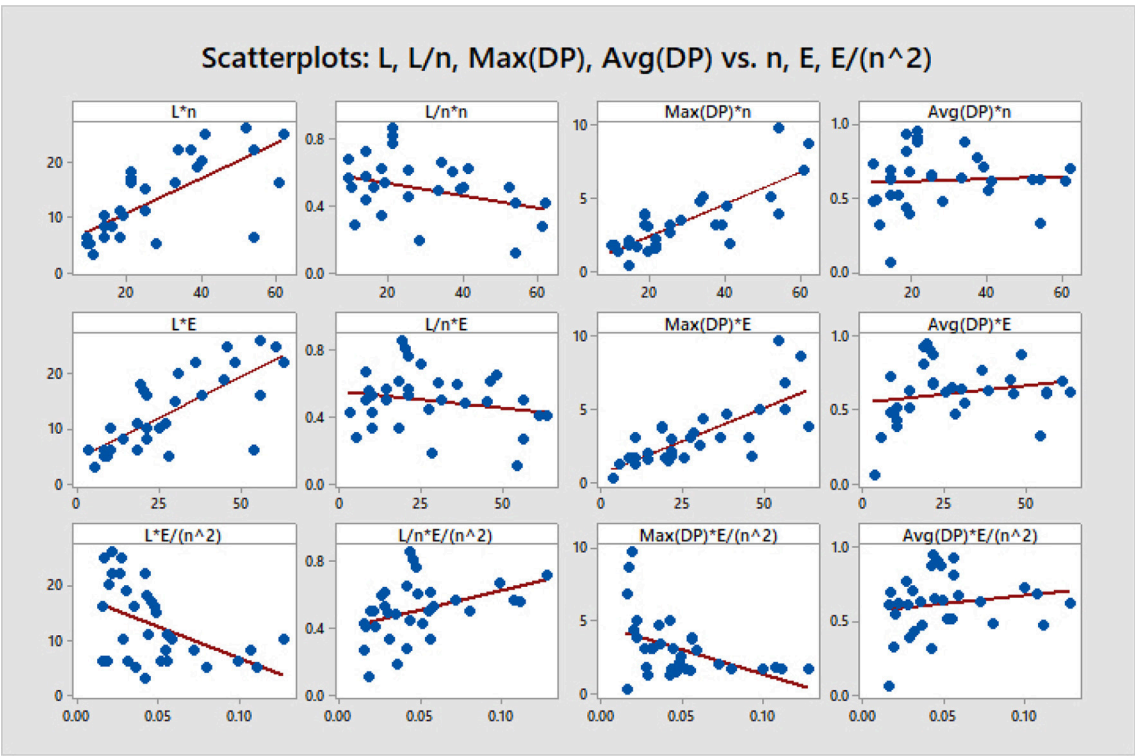 Scatterplots: L, L/n, Max(DP), Avg(DP) vs. n, E, E/(n^2)
L*n
L/n*n
Max(DP)*n
Avg(DP)*n
20
10
0
0.8
0.4
0.0
10
5
0
1.0
0.5
0.0
20 40 60
20 40 60
20 40 60
20 40 60
L*E
L/n*E
Max(DP)*E
Avg(DP)*E
20
10
0
0.8
0.4
0.0
10
5
0
1.0
0.5
0.0
0 25 50
0 25 50
0 25 50
0 25 50
L*E/(n^2)
L/n*E/(n^2)
Max(DP)*E/(n^2)
Avg(DP)*E/(n^2)
20
10
0
0.8
0.4
0.0
10
5
0
1.0
0.5
0.0
0.00 0.05 0.10
0.00 0.05 0.10
0.00 0.05 0.10
0.00 0.05 0.10